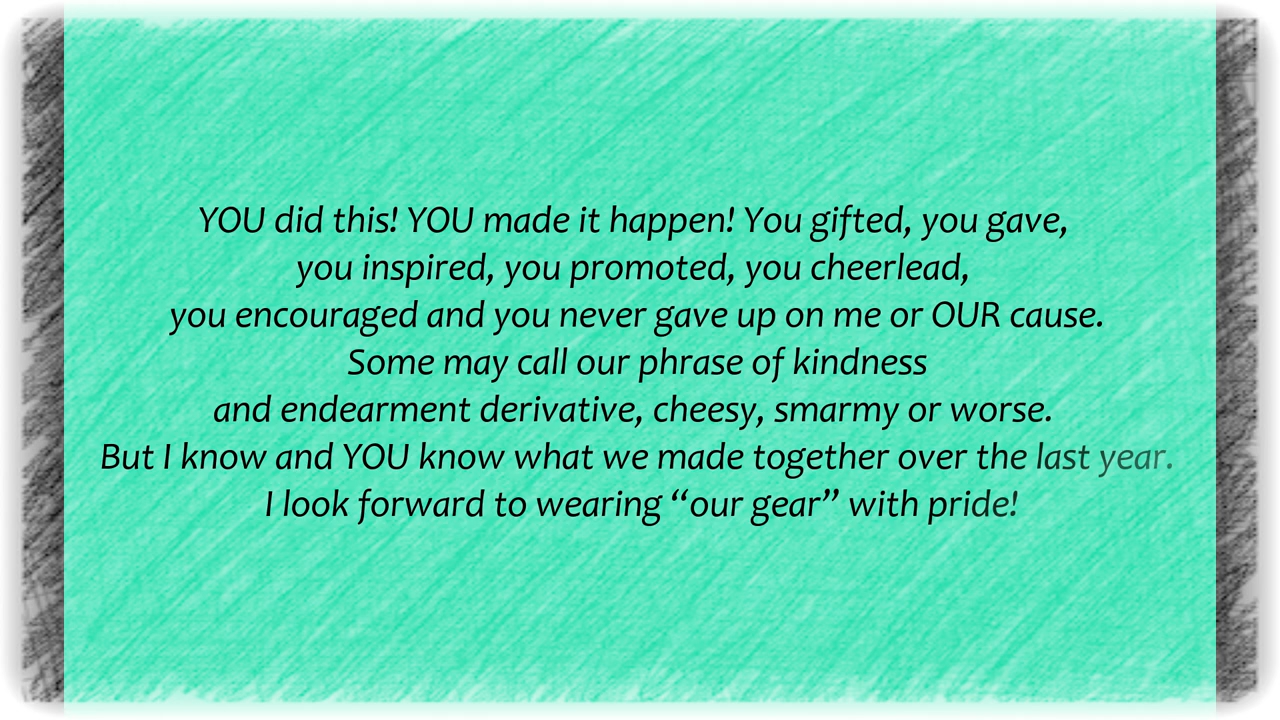 YOU did this! YOU made it happen! You gifted, you gave,
you inspired, you promoted, you cheerlead,
you encouraged and you never gave up on me or OUR cause.
Some may call our phrase of kindness
and endearment derivative, cheesy, smarmy or worse.
But I know and YOU know what we made together over the last year.
I look forward to wearing “our gear” with pride!